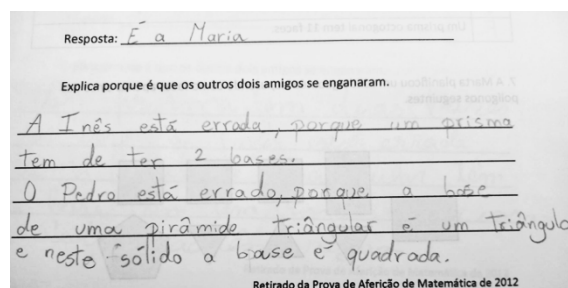 Resposta: É a Maria
Explica porque é que os outros dois amigos se enganaram.
A Inês está errada, porque um prisma
tem de ter 2 bases.
O Pedro está errado, porque a base
de uma pirâmide triângular é um triângulo
e neste sólido a base é quadrada.
Retirado da Prova de Aferição de Matemática de 2012